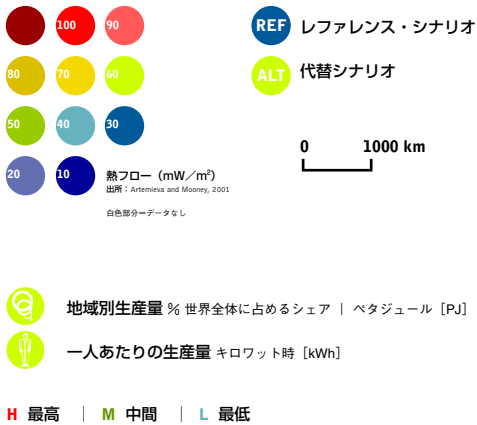 100 90
80 70 60
50 40 30
20 10
熱フロー（mW/m²）
出所：Artemieva and Mooney, 2001
白色部分＝データなし
REF レファレンス・シナリオ
ALT 代替シナリオ
0 1000 km
地域別生産量 % 世界全体に占めるシェア | ペタジュール［PJ］
一人あたりの生産量 キロワット時［kWh］
H 最高 | M 中間 | L 最低